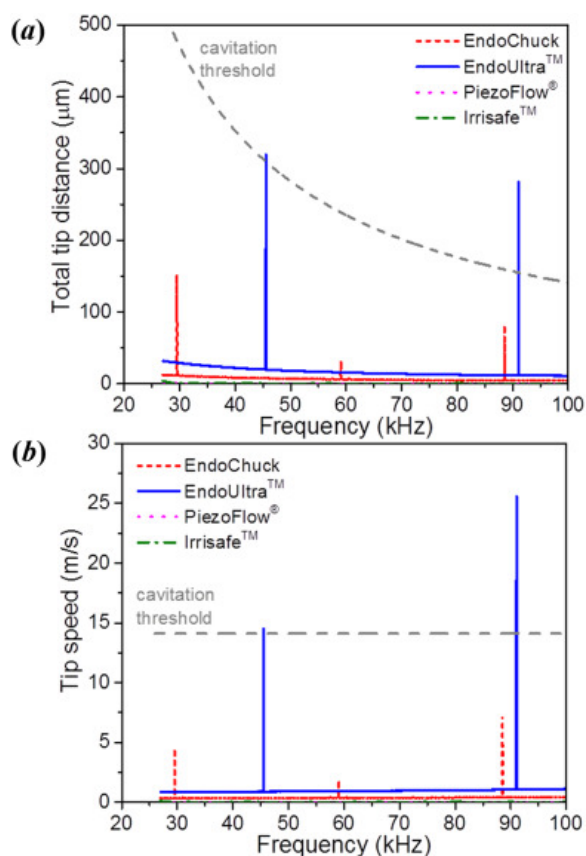 (a)
500
400
300
200
100
0
Total tip distance (μm)
cavitation
threshold
EndoChuck
EndoUltra™
PiezoFlow®
Irrisafe™
20 30 40 50 60 70 80 90 100
Frequency (kHz)
(b)
30
25
20
15
10
5
0
Tip speed (m/s)
EndoChuck
EndoUltra™
PiezoFlow®
Irrisafe™
cavitation
threshold
20 30 40 50 60 70 80 90 100
Frequency (kHz)